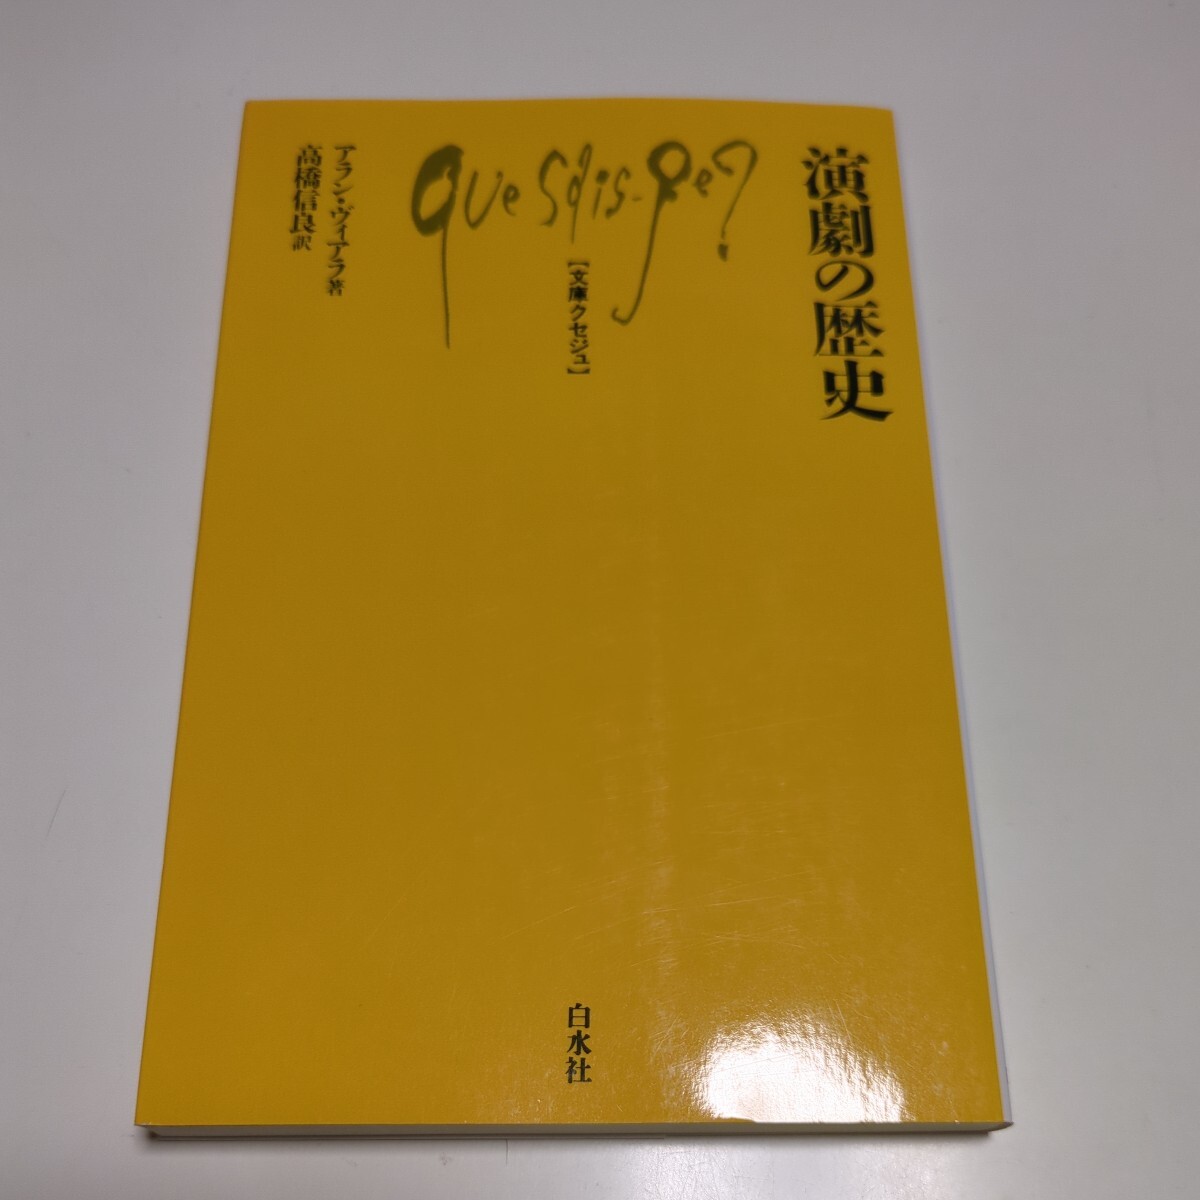 演劇の歴史
que sais-je?
【文庫クセジュ】
アラン・ヴィアラ著
高橋信良訳
白水社